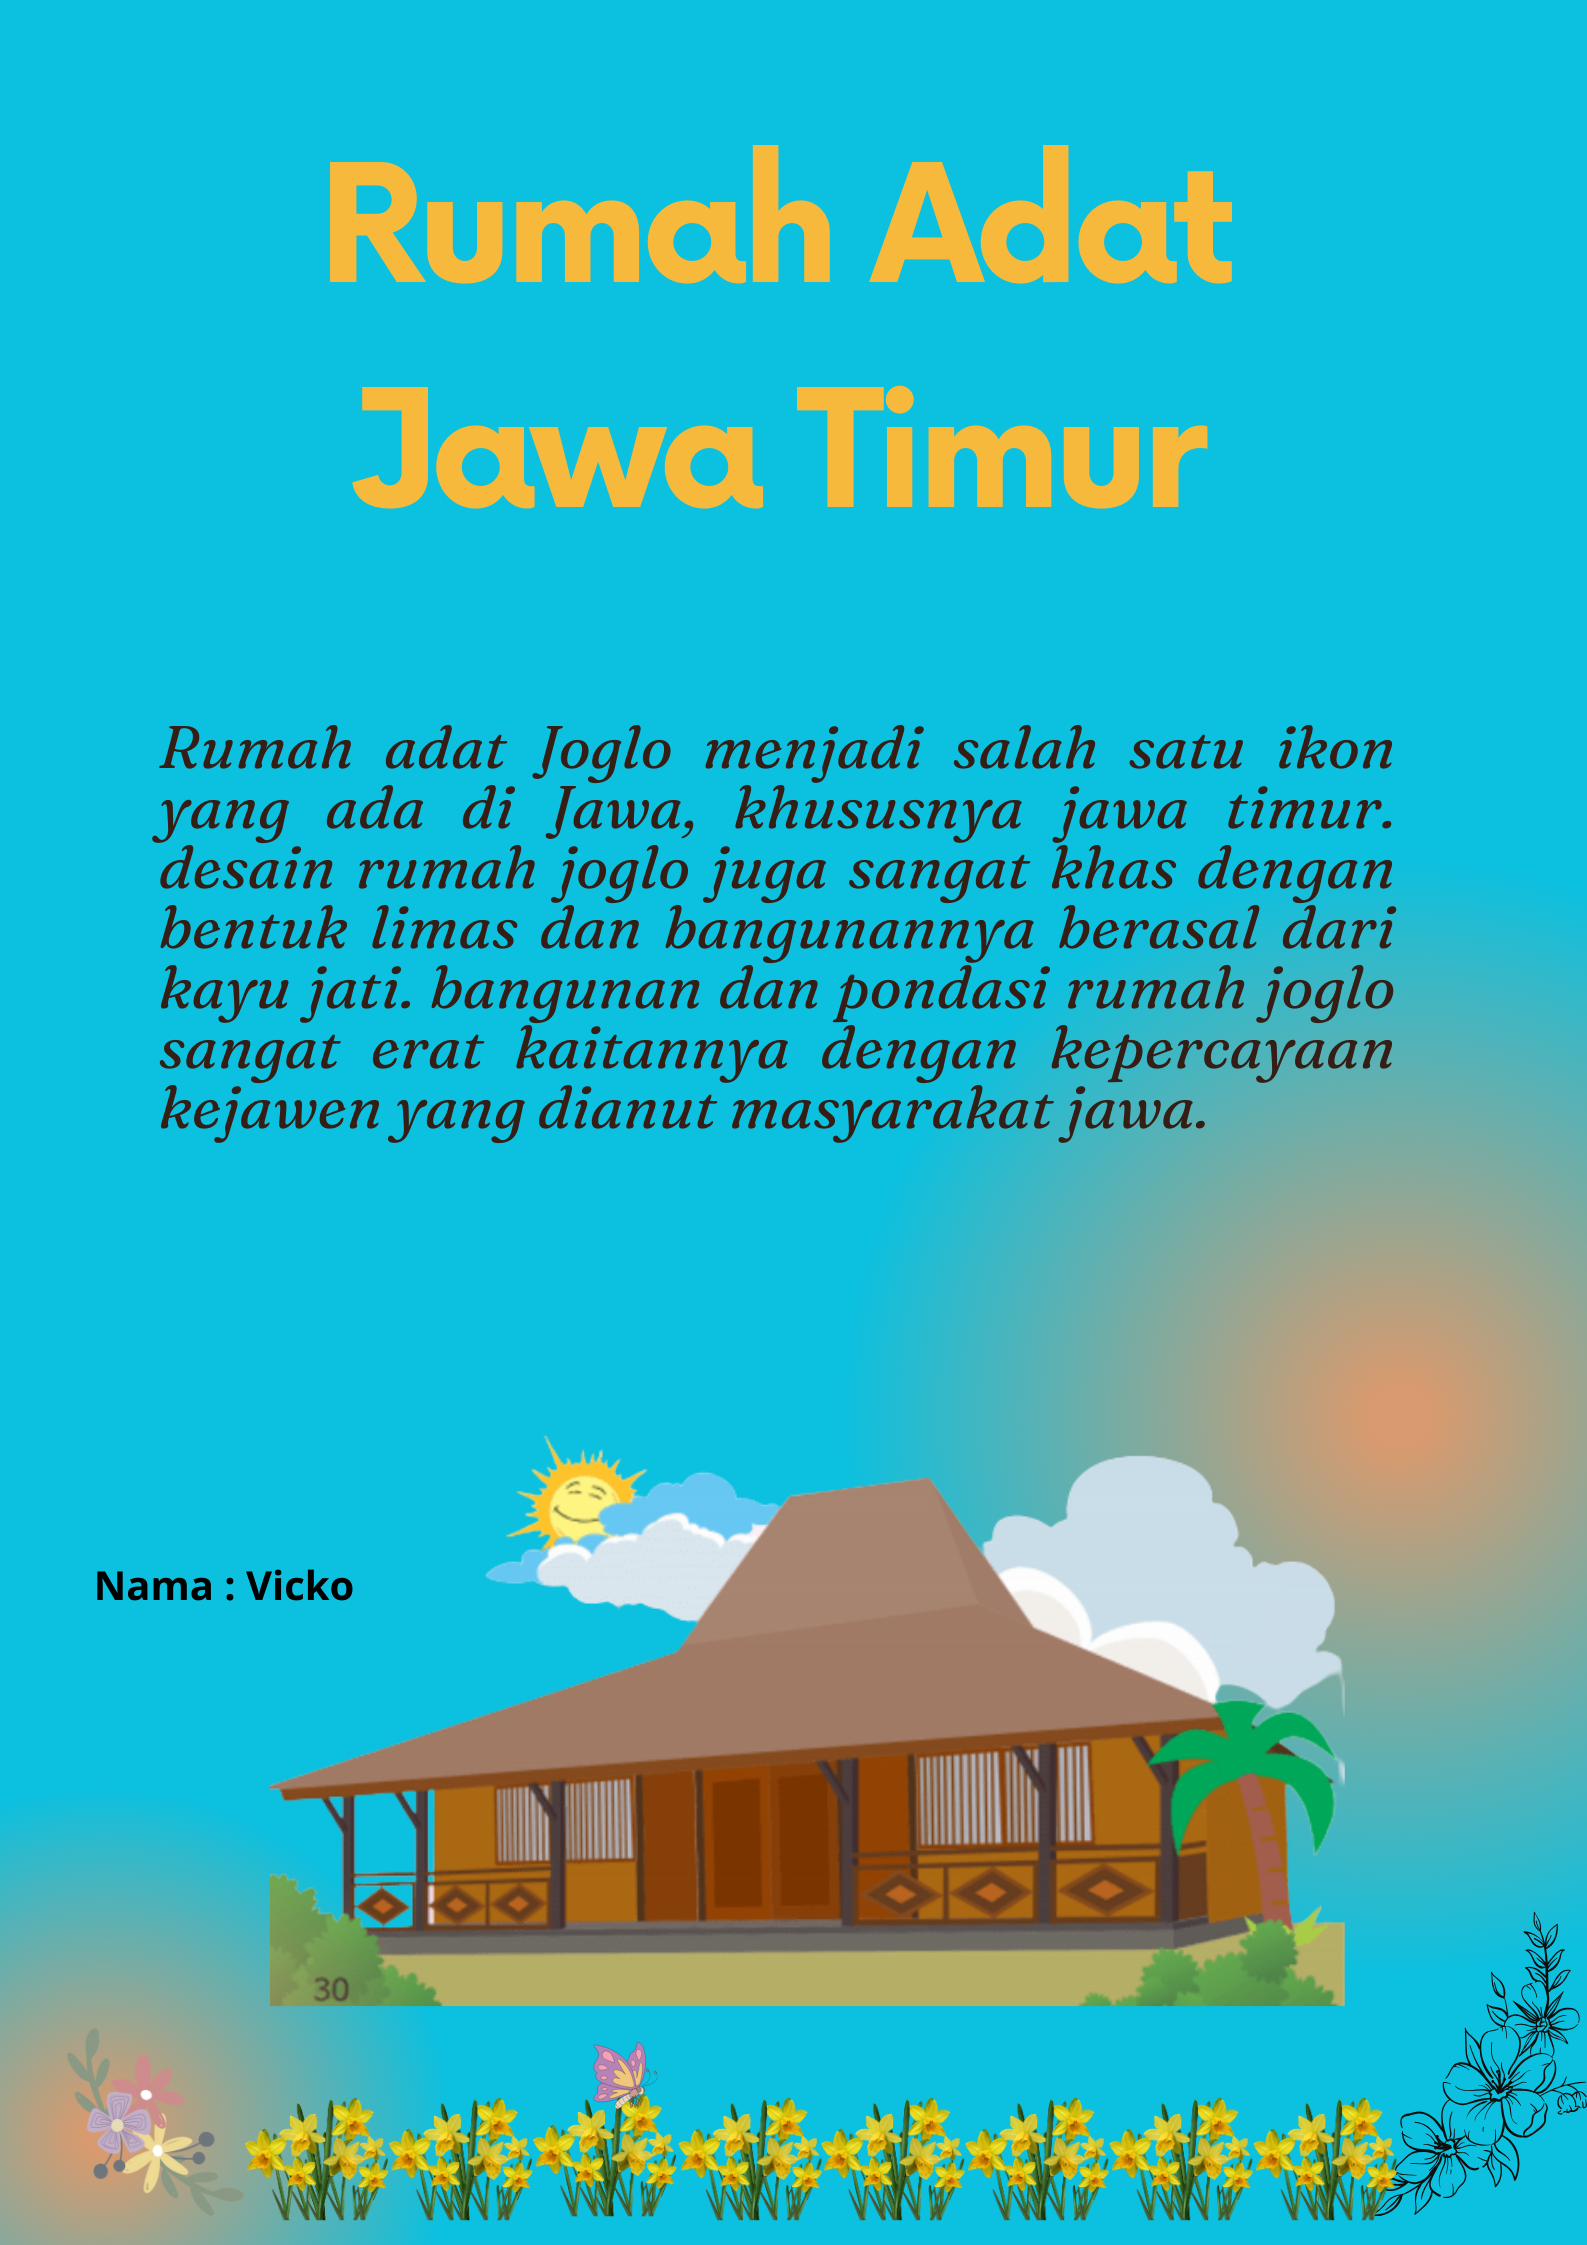 Rumah Adat
Jawa Timur
Rumah adat Joglo menjadi salah satu ikon
yang ada di Jawa, khususnya jawa timur.
desain rumah joglo juga sangat khas dengan
bentuk limas dan bangunannya berasal dari
kayu jati. bangunan dan pondasi rumah joglo
sangat erat kaitannya dengan kepercayaan
kejawen yang dianut masyarakat jawa.
Nama : Vicko
30